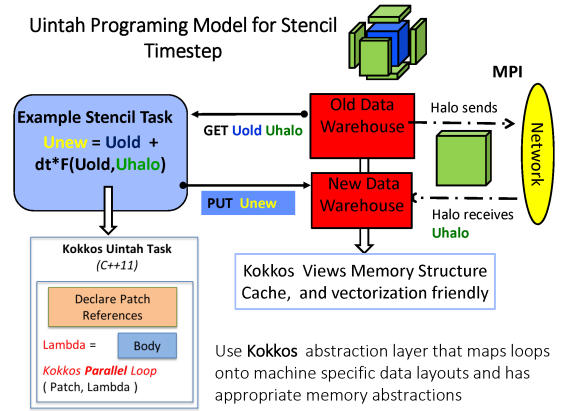 Uintah Programing Model for Stencil
Timestep
MPI
Example Stencil Task
Unew = Uold +
dt*F(Uold,Uhalo)
GET Uold Uhalo
Old Data
Warehouse
Halo sends
Network
PUT Unew
New Data
Warehouse
Halo receives
Uhalo
Kokkos Uintah Task
(C++11)
Declare Patch
References
Lambda =
Body
Kokkos Parallel Loop
( Patch, Lambda )
Kokkos Views Memory Structure
Cache, and vectorization friendly
Use Kokkos abstraction layer that maps loops
onto machine specific data layouts and has
appropriate memory abstractions